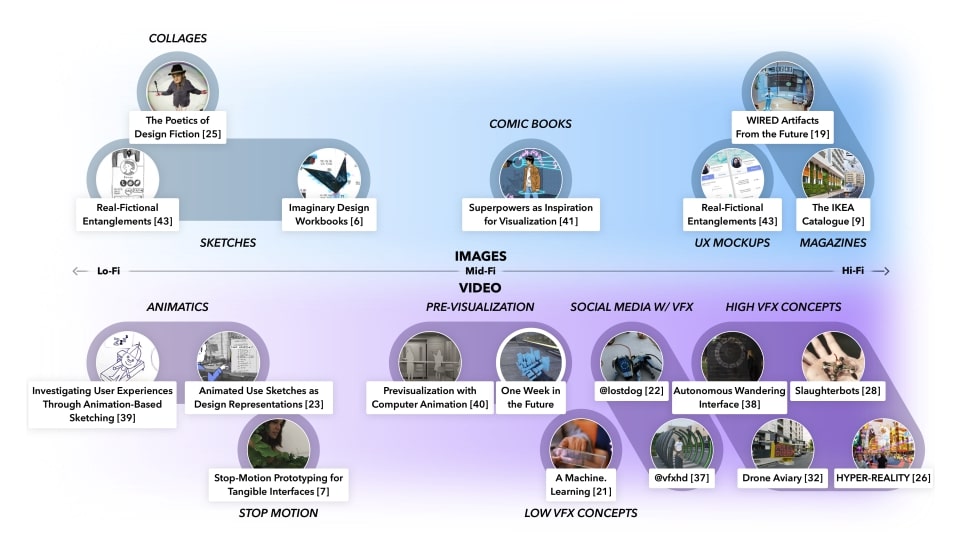 COLLAGES
The Poetics of
Design Fiction [25]
WIRED Artifacts
From the Future [19]
COMIC BOOKS
Real-Fictional
Entanglements [43]
Imaginary Design
Workbooks [6]
Superpowers as Inspiration
for Visualization [41]
Real-Fictional
Entanglements [43]
The IKEA
Catalogue [9]
SKETCHES
UX MOCKUPS
MAGAZINES
IMAGES
Lo-Fi
Mid-Fi
Hi-Fi
VIDEO
ANIMATICS
PRE-VISUALIZATION
SOCIAL MEDIA W/ VFX
HIGH VFX CONCEPTS
Investigating User Experiences
Through Animation-Based
Sketching [39]
Animated Use Sketches as
Design Representations [23]
Previsualization with
Computer Animation [40]
One Week in
the Future
@lostdog [22]
Autonomous Wandering
Interface [38]
Slaughterbots [28]
Stop-Motion Prototyping for
Tangible Interfaces [7]
A Machine.
Learning [21]
@vfxhd [37]
Drone Aviary [32]
HYPER-REALITY [26]
STOP MOTION
LOW VFX CONCEPTS